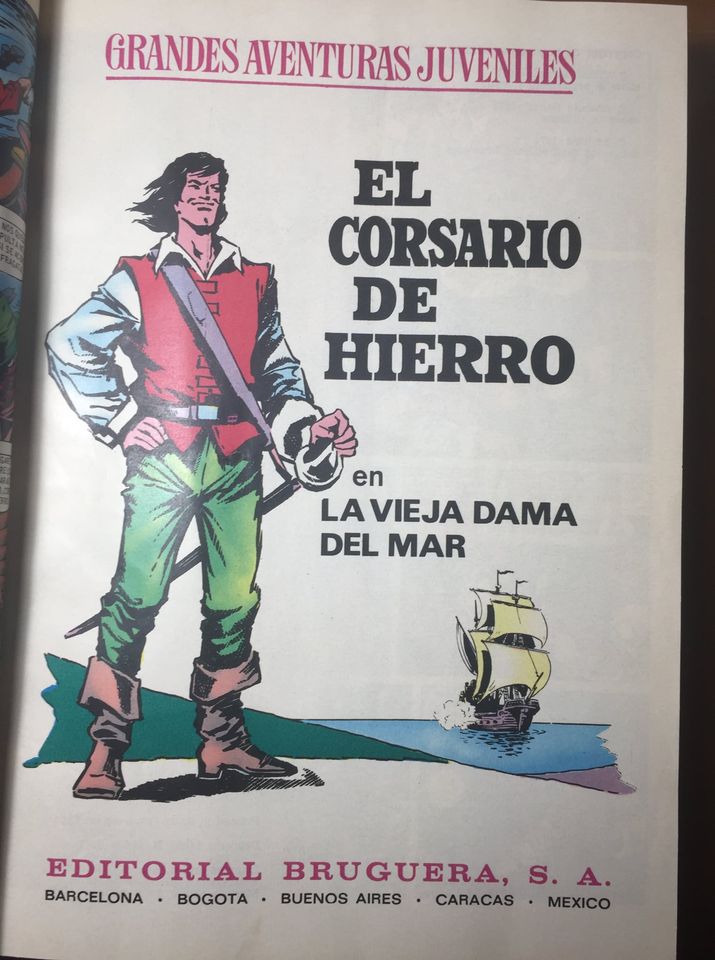 GRANDES AVENTURAS JUVENILES
EL
CORSARIO
DE
HIERRO
en
LA VIEJA DAMA
DEL MAR
EDITORIAL BRUGUERA, S. A.
BARCELONA · BOGOTA · BUENOS AIRES · CARACAS · MEXICO